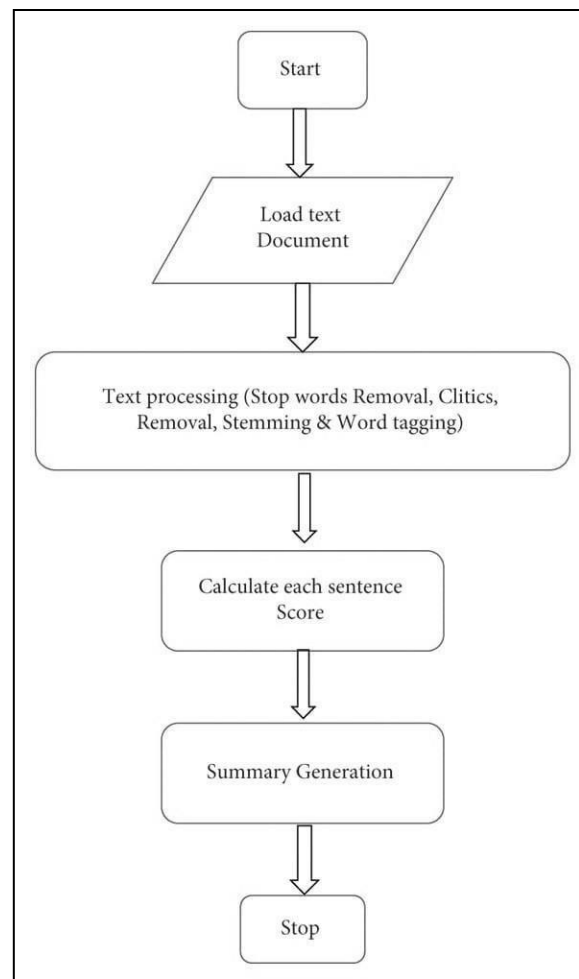 Start
Load text
Document
Text processing (Stop words Removal, Clitics,
Removal, Stemming & Word tagging)
Calculate each sentence
Score
Summary Generation
Stop